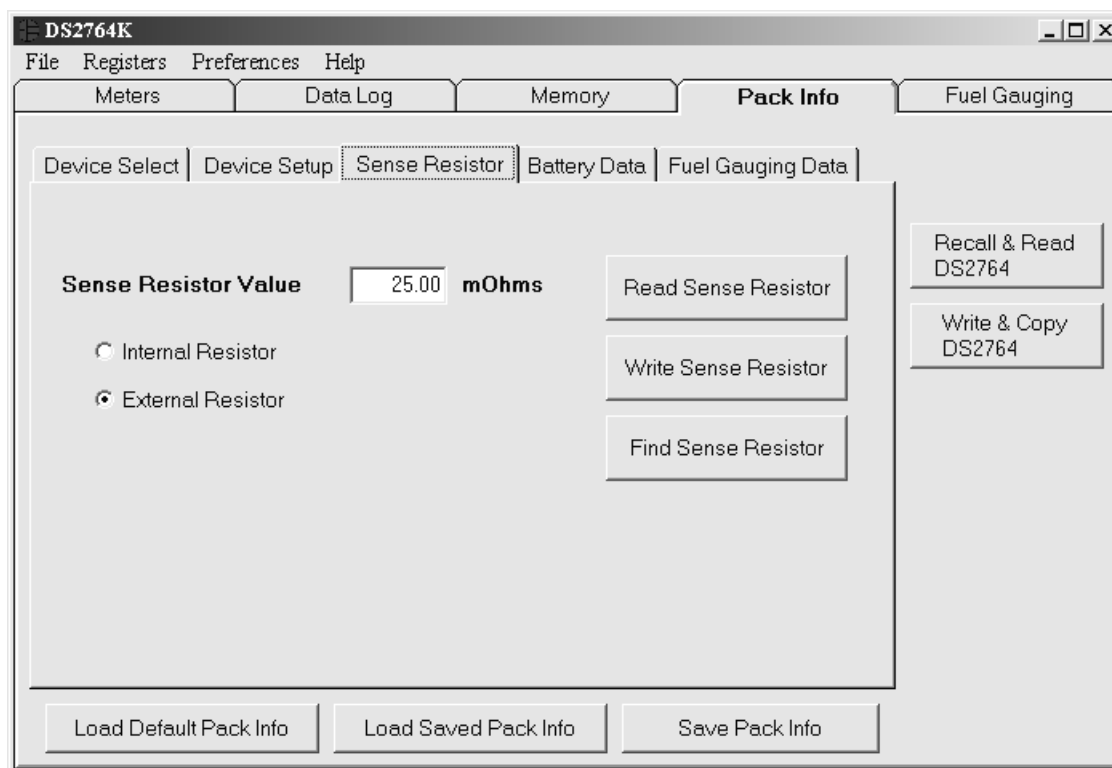 DS2764K
File Registers Preferences Help
Meters Data Log Memory Pack Info Fuel Gauging
Device Select Device Setup Sense Resistor Battery Data Fuel Gauging Data
Sense Resistor Value 25.00 mOhms
Internal Resistor
External Resistor
Read Sense Resistor
Write Sense Resistor
Find Sense Resistor
Recall & Read
DS2764
Write & Copy
DS2764
Load Default Pack Info Load Saved Pack Info Save Pack Info